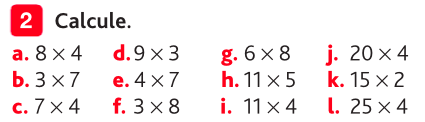 2 Calcule.
a. 8 × 4 d. 9 × 3 g. 6 × 8 j. 20 × 4
b. 3 × 7 e. 4 × 7 h. 11 × 5 k. 15 × 2
c. 7 × 4 f. 3 × 8 i. 11 × 4 l. 25 × 4